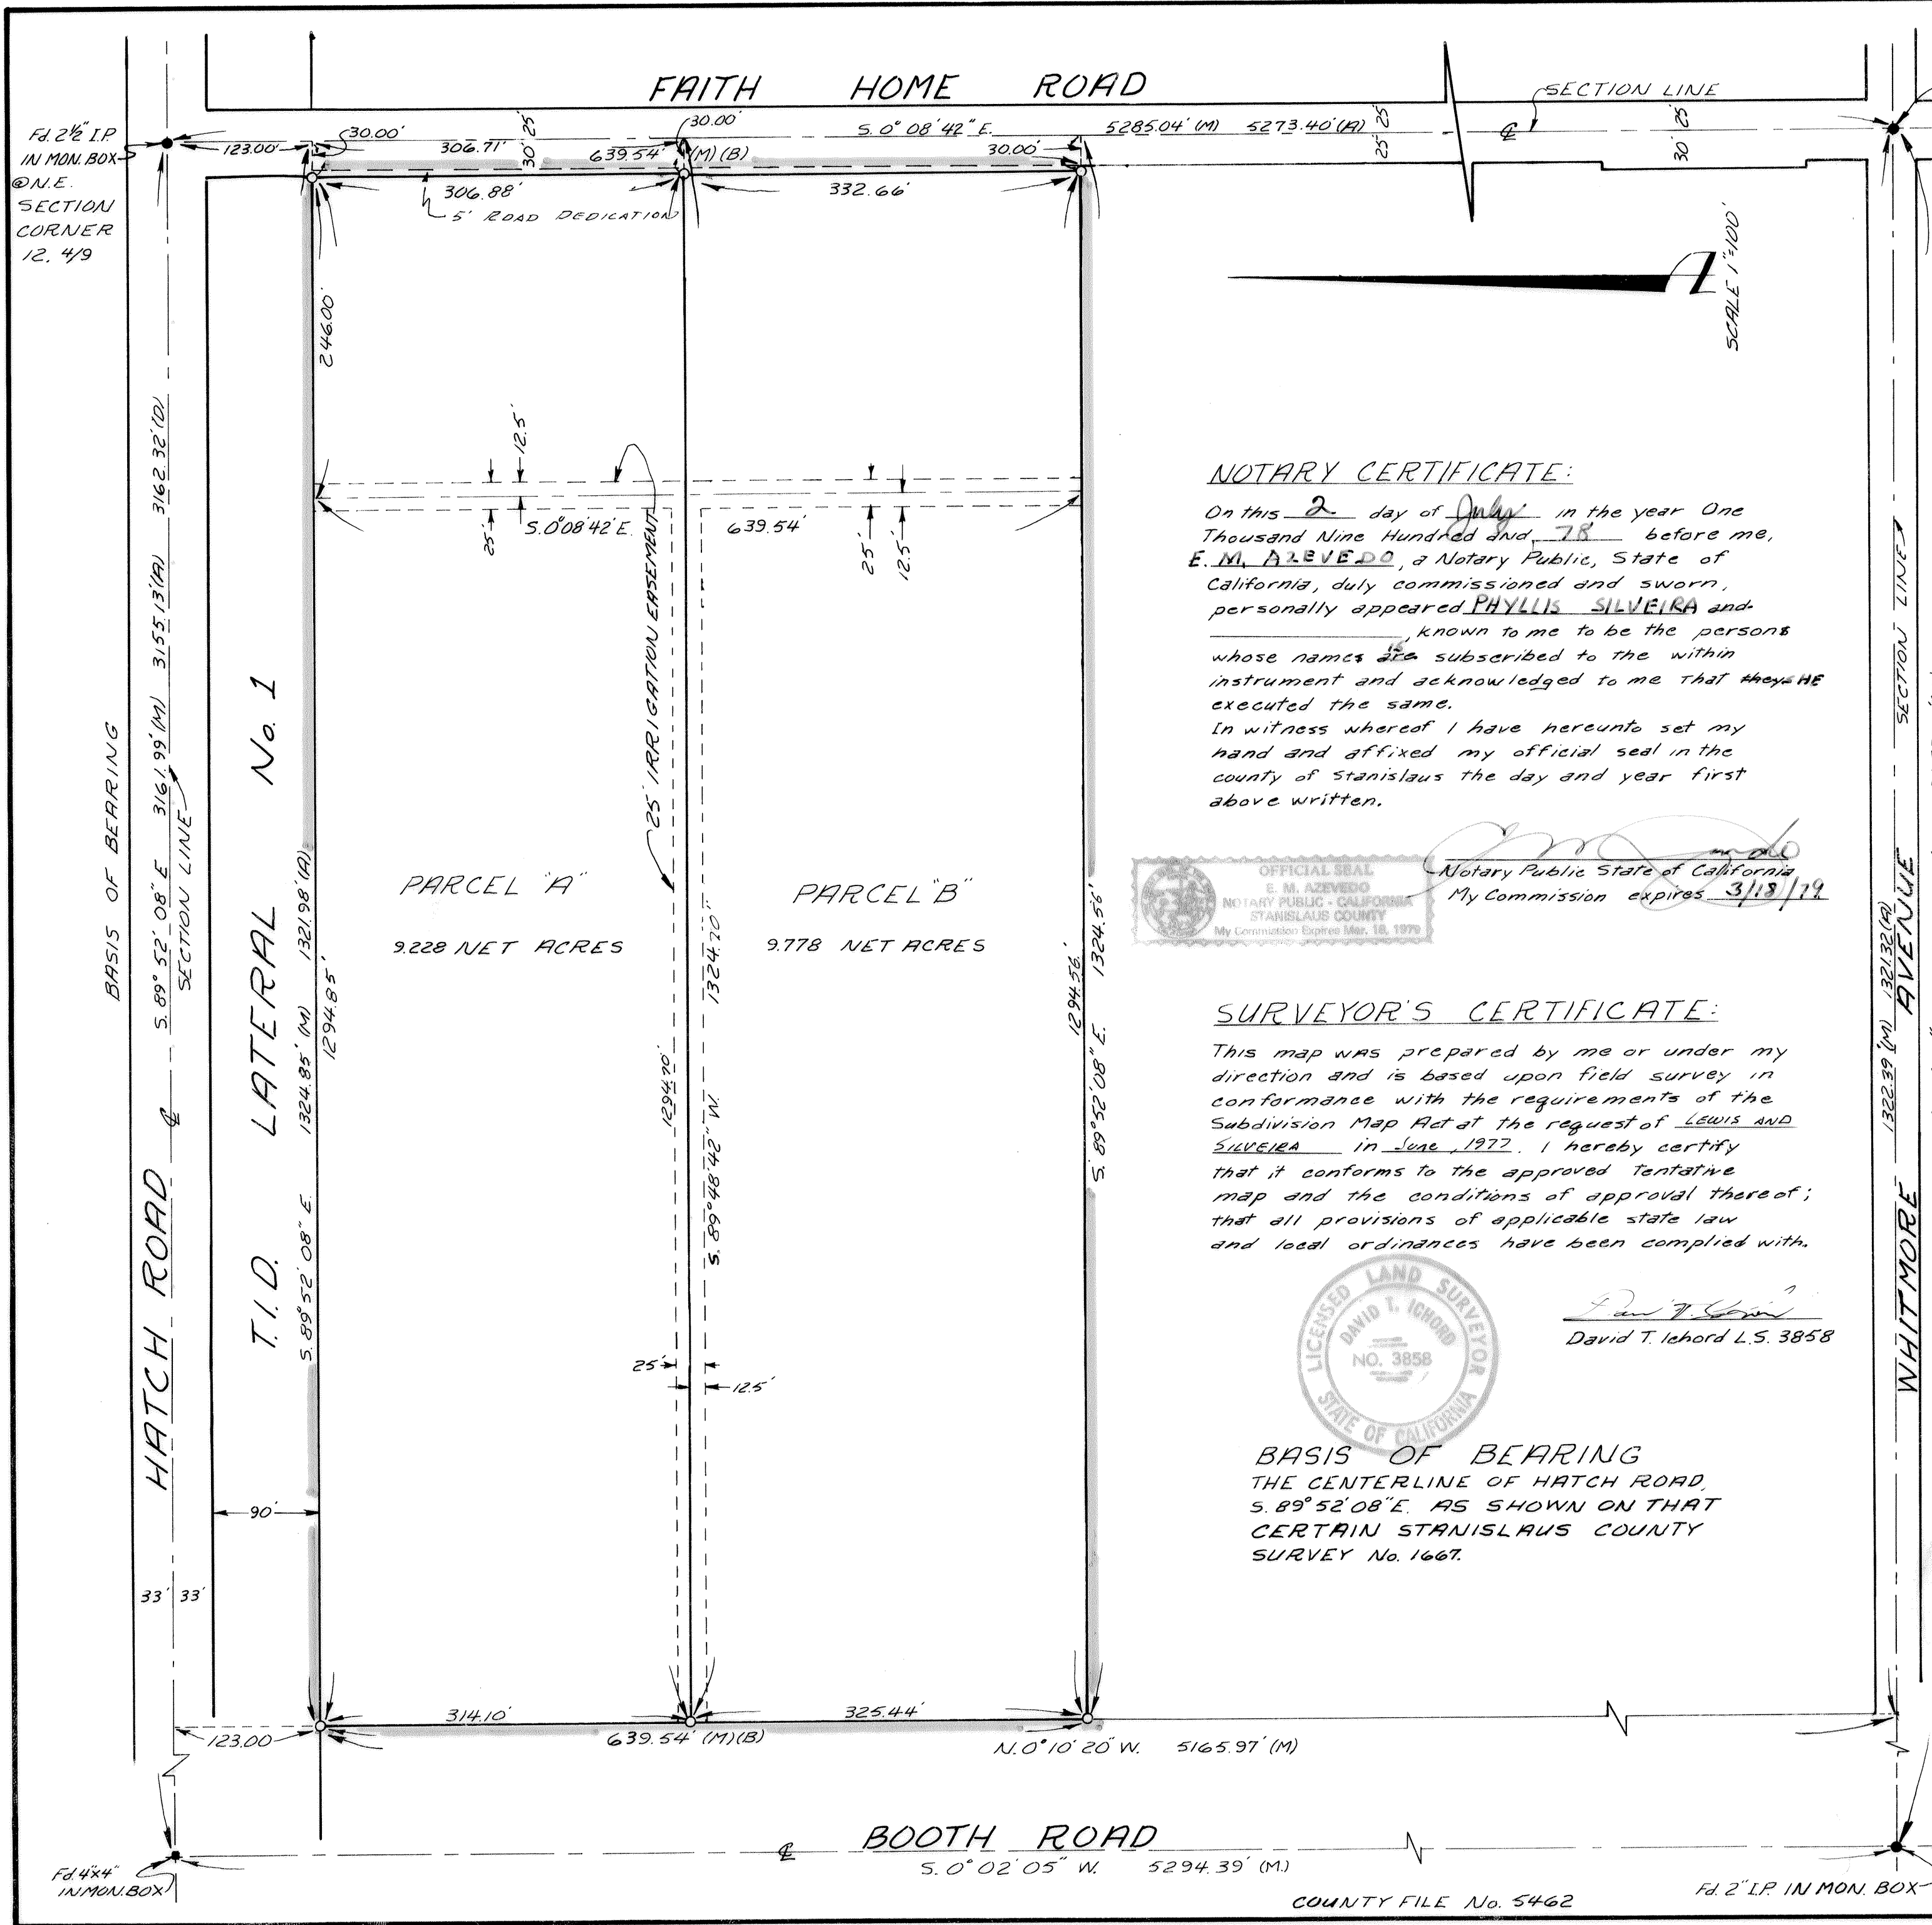 FAITH HOME ROAD
SECTION LINE
Fd. 2½" I.P.
IN MON. BOX
@ N.E.
SECTION
CORNER
12. 4/9
123.00'
30.00'
306.71'
30' 25'
30.00'
639.54' (M)(B)
S. 0° 08' 42" E.
30.00'
5285.04' (M) 5273.40' (A)
25' 25'
℄
30' 25'
306.88'
332.66'
5' ROAD DEDICATION
SCALE 1"=100'
246.00'
12.5'
25'
S. 0° 08' 42" E.
639.54'
25'
12.5'
25' IRRIGATION EASEMENT
BASIS OF BEARING
S. 89° 52' 08" E 3161.99' (M) 3155.13' (A) 3162.32' (D)
SECTION LINE
HATCH ROAD ℄
T.I.D. LATERAL No. 1
S. 89° 52' 08" E. 1324.85' (M) 1321.98' (A)
1294.85'
PARCEL "A"
9.228 NET ACRES
PARCEL "B"
9.778 NET ACRES
1294.70'
S. 89° 48' 42" W. 1324.70'
1294.56'
S. 89° 52' 08" E. 1324.56'
25'
12.5'
90'
33' 33'
NOTARY CERTIFICATE:
On this 2 day of July in the year One
Thousand Nine Hundred and 78 before me,
E. M. AZEVEDO, a Notary Public, State of
California, duly commissioned and sworn,
personally appeared PHYLLIS SILVEIRA and
, known to me to be the persons
whose names is are subscribed to the within
instrument and acknowledged to me that they SHE
executed the same.
In witness whereof I have hereunto set my
hand and affixed my official seal in the
county of Stanislaus the day and year first
above written.
OFFICIAL SEAL
E. M. AZEVEDO
NOTARY PUBLIC - CALIFORNIA
STANISLAUS COUNTY
My Commission Expires Mar. 18, 1979
Notary Public State of California
My Commission expires 3/18/79
SURVEYOR'S CERTIFICATE:
This map was prepared by me or under my
direction and is based upon field survey in
conformance with the requirements of the
Subdivision Map Act at the request of LEWIS AND
SILVEIRA in June, 1977. I hereby certify
that it conforms to the approved Tentative
map and the conditions of approval thereof;
that all provisions of applicable state law
and local ordinances have been complied with.
LICENSED LAND SURVEYOR
DAVID T. ICHORD
NO. 3858
STATE OF CALIFORNIA
David T. Ichord L.S. 3858
BASIS OF BEARING
THE CENTERLINE OF HATCH ROAD,
S. 89° 52' 08" E. AS SHOWN ON THAT
CERTAIN STANISLAUS COUNTY
SURVEY No. 1667.
SECTION LINE
WHITMORE AVENUE
1322.39' (M) 1321.32' (A)
123.00
314.10'
325.44'
639.54' (M)(B)
N. 0° 10' 20" W. 5165.97' (M)
℄ BOOTH ROAD
S. 0° 02' 05" W. 5294.39' (M.)
Fd. 4"x4"
IN MON. BOX
COUNTY FILE No. 5462
Fd. 2" I.P. IN MON. BOX